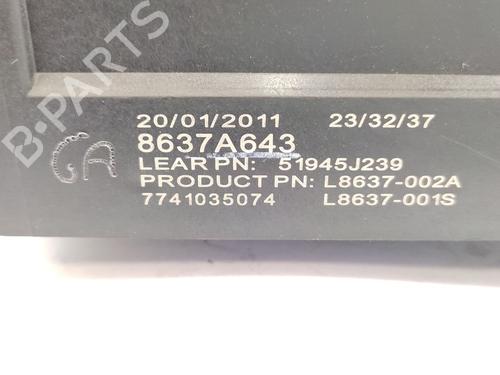 20/01/2011 23/32/37
8637A643
GA
LEAR PN: 51945J239
PRODUCT PN: L8637-002A
7741035074 L8637-001S
B-PARTS